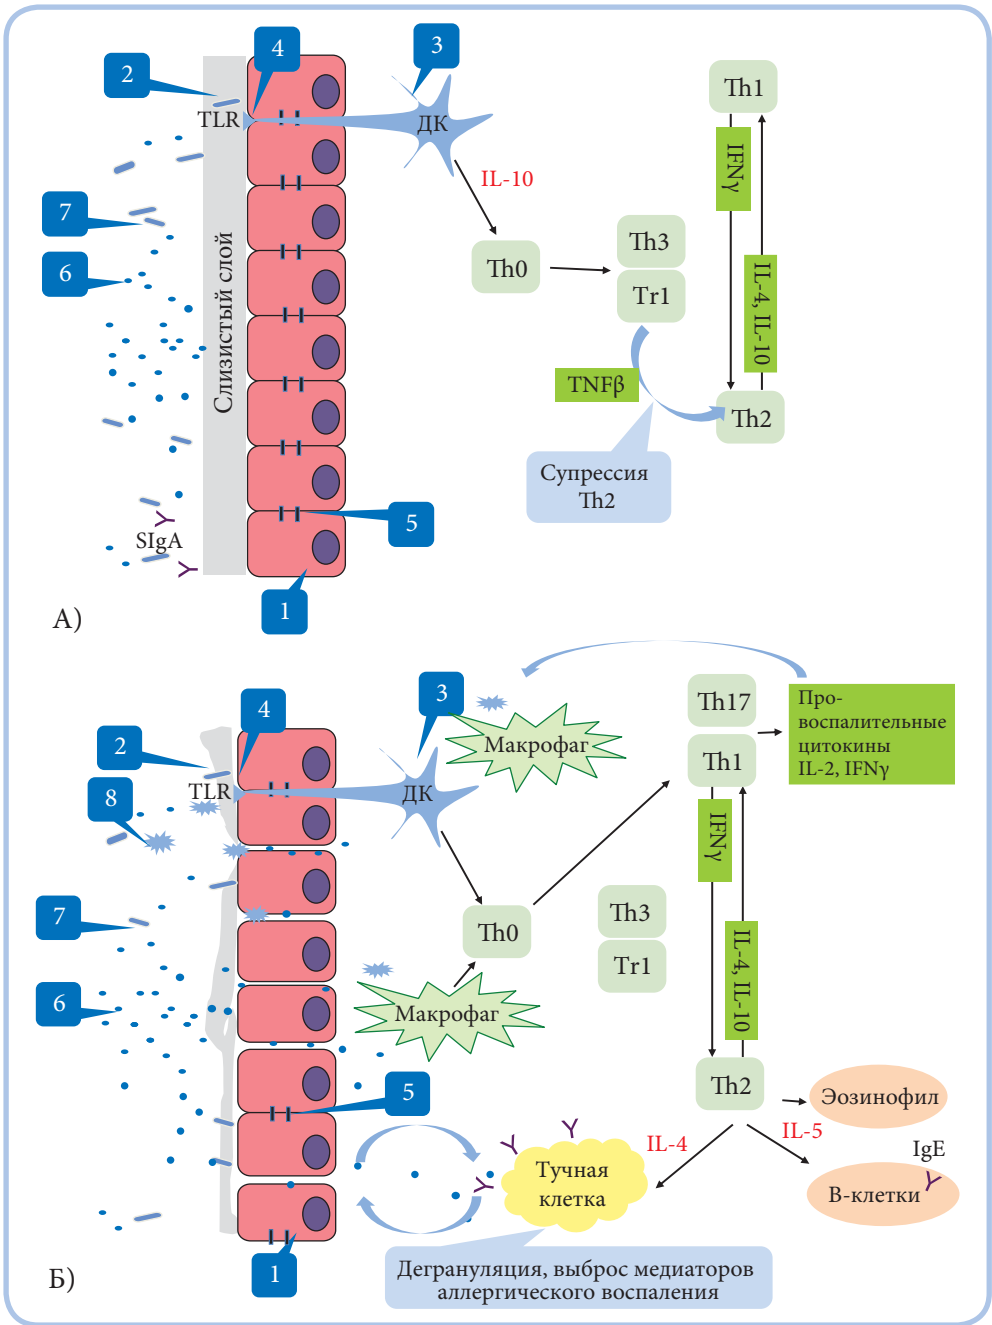 4
3
2
Th1
TLR
ДК
IFNγ
IL-10
7
Th3
Слизистый слой
6
Th0
IL-4, IL-10
Tr1
TNFβ
Th2
Супрессия
Th2
5
SIgA
1
А)
3
Th17
Про-
воспалительные
цитокины
IL-2, IFNγ
4
2
Макрофаг
Th1
TLR
ДК
8
IFNγ
7
Th3
Th0
Tr1
IL-4, IL-10
6
Макрофаг
Th2
5
Эозинофил
IL-4
IL-5
IgE
Тучная
клетка
В-клетки
1
Дегрануляция, выброс медиаторов
аллергического воспаления
Б)